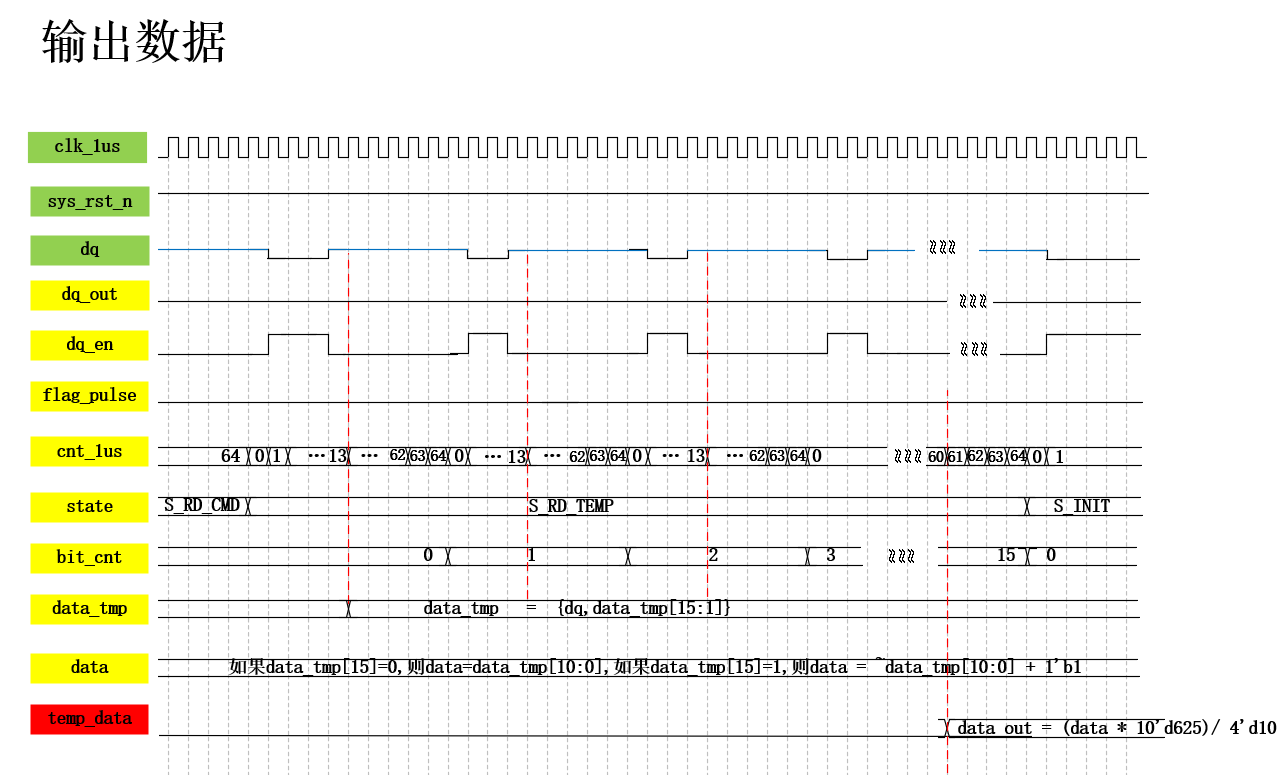 输出数据
clk_1us
sys_rst_n
dq
dq_out
dq_en
flag_pulse
cnt_1us 64 0 1 … 13 … 62 63 64 0 … 13 … 62 63 64 0 … 13 … 62 63 64 0 60 61 62 63 64 0 1
state S_RD_CMD S_RD_TEMP S_INIT
bit_cnt 0 1 2 3 15 0
data_tmp data_tmp = {dq,data_tmp[15:1]}
data 如果data_tmp[15]=0,则data=data_tmp[10:0],如果data_tmp[15]=1,则data = ~data_tmp[10:0] + 1'b1
temp_data data out = (data * 10'd625)/ 4'd10